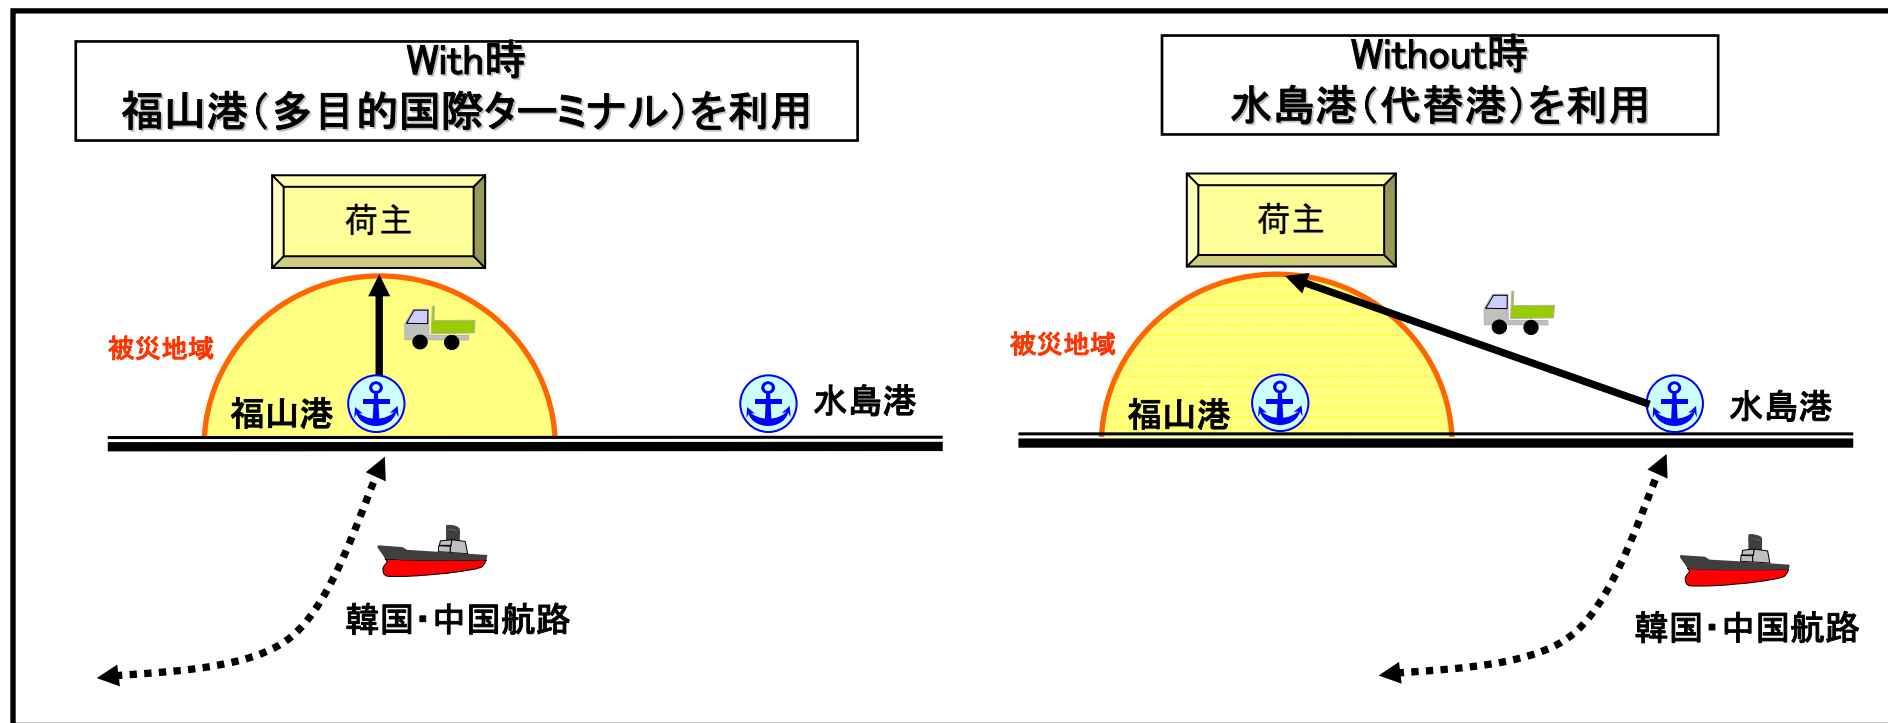 With時
福山港（多目的国際ターミナル）を利用
荷主
被災地域
福山港
水島港
韓国・中国航路
Without時
水島港（代替港）を利用
荷主
被災地域
福山港
水島港
韓国・中国航路